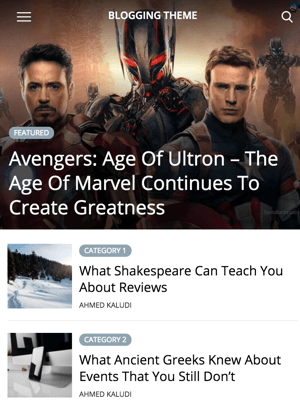 BLOGGING THEME
FEATURED
Avengers: Age Of Ultron – The
Age Of Marvel Continues To
Create Greatness
CATEGORY 1
What Shakespeare Can Teach You
About Reviews
AHMED KALUDI
CATEGORY 2
What Ancient Greeks Knew About
Events That You Still Don't
AHMED KALUDI